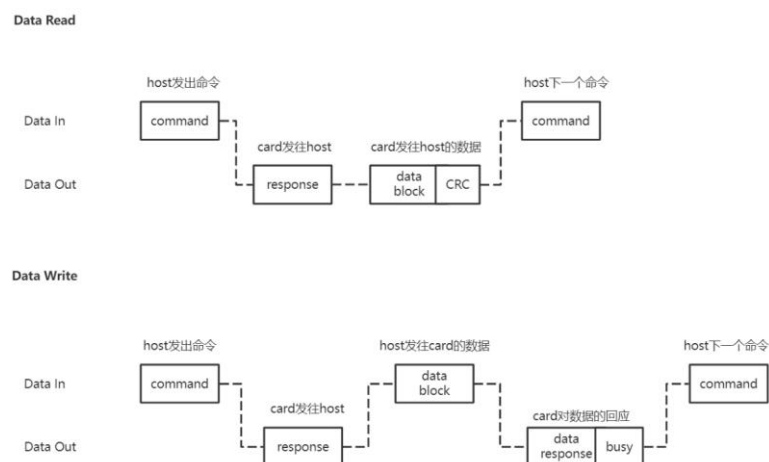 Data Read
host发出命令
host下一个命令
Data In
command
command
card发往host
card发往host的数据
Data Out
response
data
block
CRC
Data Write
host发出命令
host发往card的数据
host下一个命令
Data In
command
data
block
command
card发往host
card对数据的回应
Data Out
response
data
response
busy